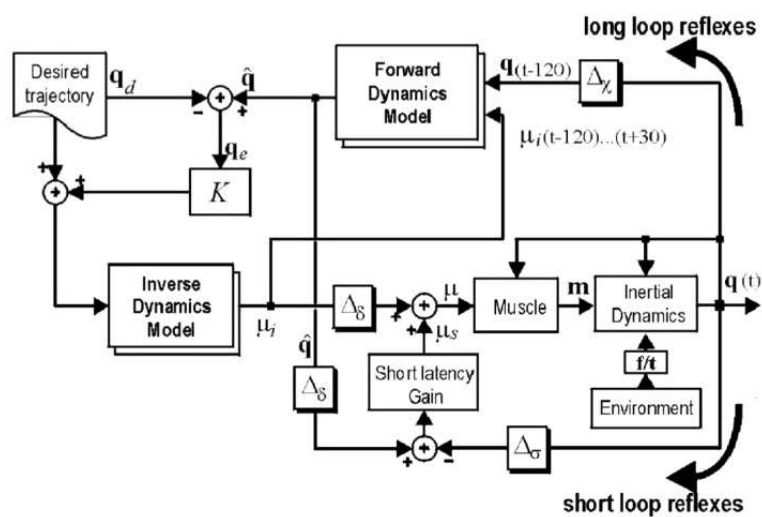 long loop reflexes
Desired
trajectory
q_d
q̂
Forward
Dynamics
Model
q(t-120)
Δχ
μ_i(t-120)...(t+30)
- +
q_e
+ +
K
Inverse
Dynamics
Model
μ_i
q̂
Δδ
+ +
μ
μ_s
Muscle
m
Inertial
Dynamics
q(t)
f/t
Environment
Δδ
Short latency
Gain
+ -
Δσ
short loop reflexes